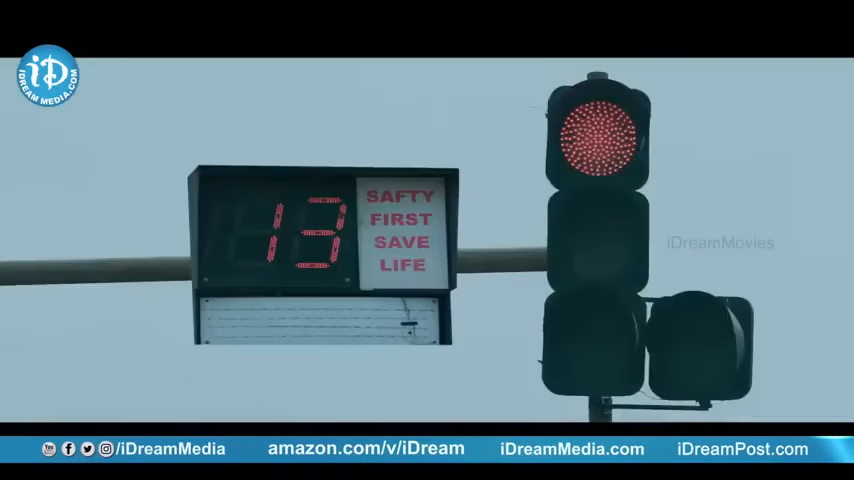 iD
iDREAM MEDIA.COM
13
SAFTY
FIRST
SAVE
LIFE
iDreamMovies
/iDreamMedia
amazon.com/v/iDream
iDreamMedia.com
iDreamPost.com